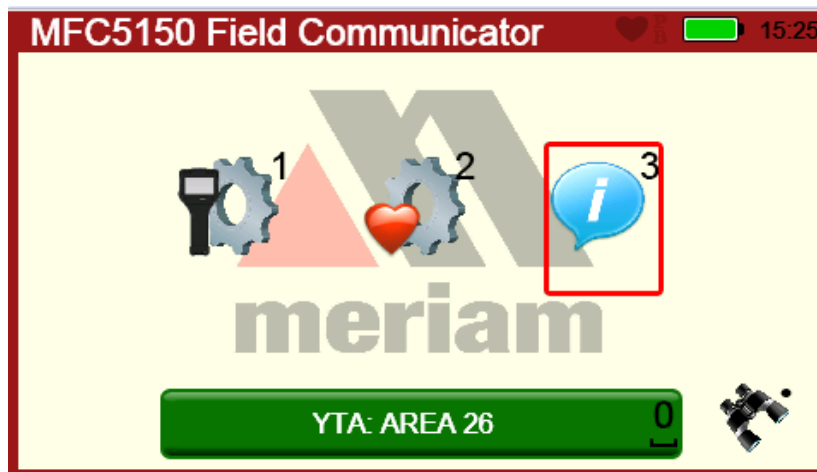 MFC5150 Field Communicator
P
B
15:25
1
2
3
i
meriam
YTA: AREA 26
0